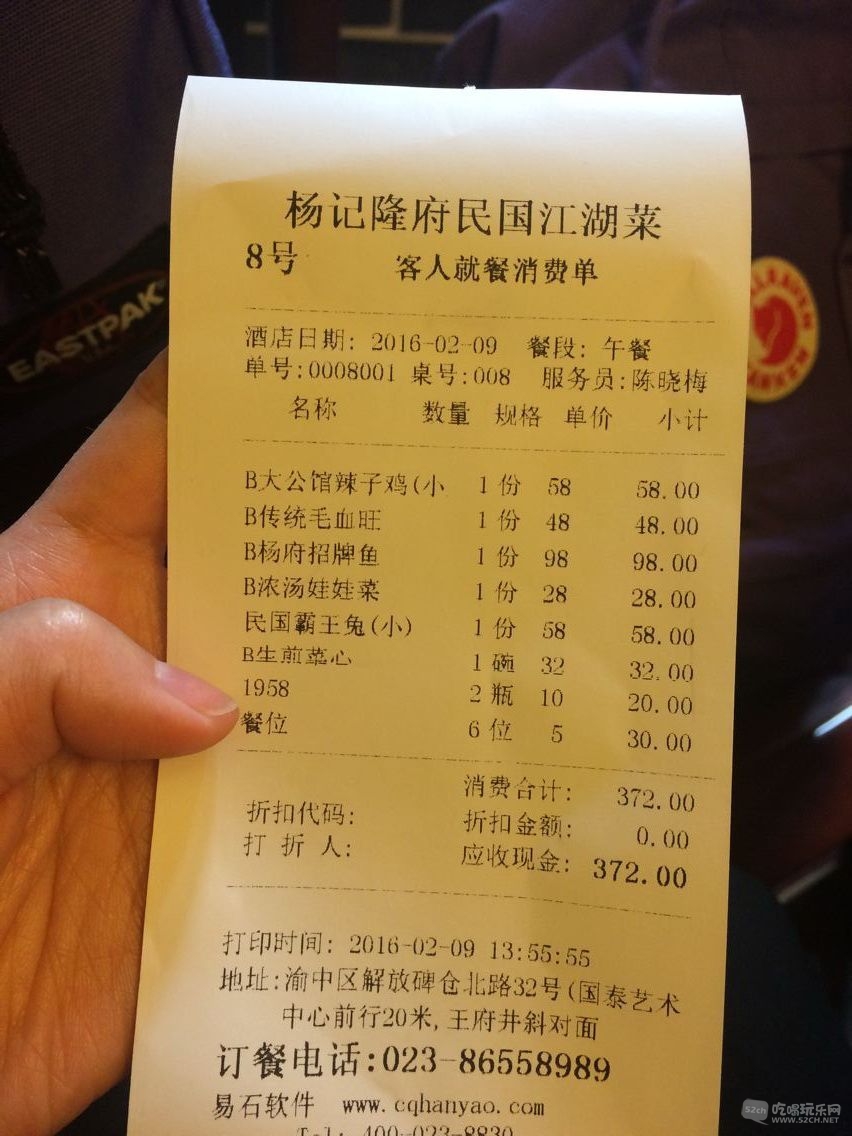 杨记隆府民国江湖菜
8号 客人就餐消费单
酒店日期: 2016-02-09 餐段: 午餐
单号:0008001 桌号:008 服务员:陈晓梅
名称 数量 规格 单价 小计
B大公馆辣子鸡(小 1 份 58 58.00
B传统毛血旺 1 份 48 48.00
B杨府招牌鱼 1 份 98 98.00
B浓汤娃娃菜 1 份 28 28.00
民国霸王兔(小) 1 份 58 58.00
B生煎菜心 1 碗 32 32.00
1958 2 瓶 10 20.00
餐位 6 位 5 30.00
消费合计: 372.00
折扣代码: 折扣金额: 0.00
打 折 人: 应收现金: 372.00
打印时间: 2016-02-09 13:55:55
地址:渝中区解放碑仓北路32号(国泰艺术
中心前行20米,王府井斜对面
订餐电话:023-86558989
易石软件 www.cqhanyao.com
Tel: 400-023-8830
EASTPAK
52ch 吃喝玩乐网
WWW.52CH.NET